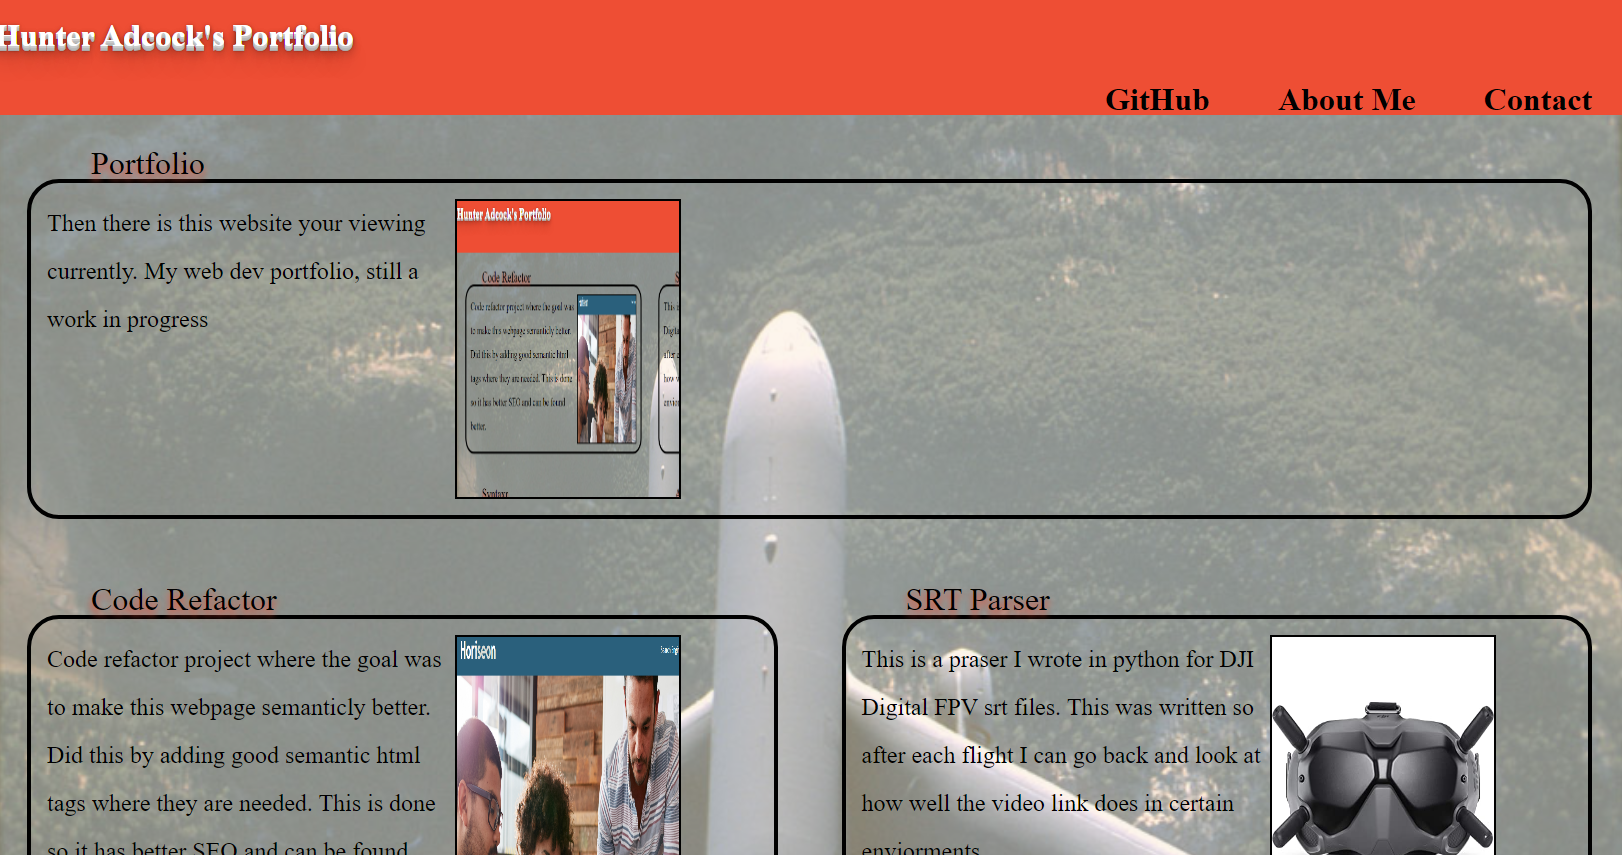 Hunter Adcock's Portfolio
GitHub About Me Contact
Portfolio
Then there is this website your viewing
currently. My web dev portfolio, still a
work in progress
Hunter Adcock's Portfolio
Code Refactor
Code refactor project where the goal was
to make this webpage semanticly better.
Did this by adding good semantic html
tags where they are needed. This is done
so it has better SEO and can be found
better.
This
Digita
after
how
envior
Syntaxr
Code Refactor
Code refactor project where the goal was
to make this webpage semanticly better.
Did this by adding good semantic html
tags where they are needed. This is done
so it has better SEO and can be found
Horiseon
SRT Parser
This is a praser I wrote in python for DJI
Digital FPV srt files. This was written so
after each flight I can go back and look at
how well the video link does in certain
enviorments